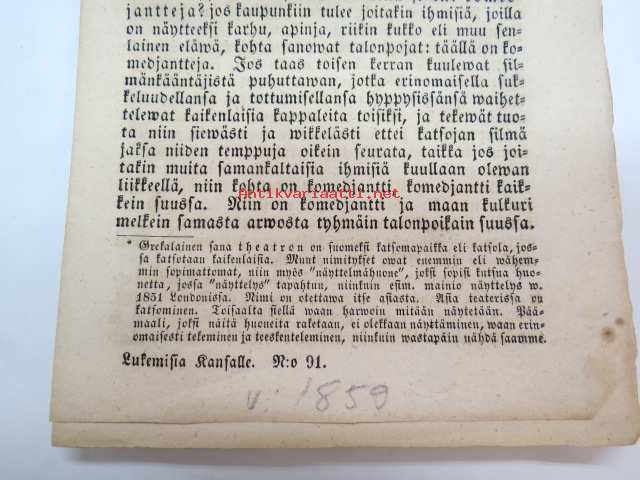 jantteja? jos kaupunkiin tulee joitakin ihmisiä, joilla
on näytteeksi karhu, apinja, riikin kukko eli muu sen-
lainen eläwä, kohta sanowat talonpojat: täällä on ko-
medjantteja. Jos taas toisen kerran kuulewat sil-
mänkääntäjistä puhuttawan, jotka erinomaisella suk-
keluudellansa ja tottumisellansa hyppysissänsä waihet-
telewat kaikenlaisia kappaleita toisiksi, ja tekewät tuo-
ta niin siewästi ja wikkelästi ettei katsojan silmä
jaksa niiden temppuja oikein seurata, taikka jos joi-
takin muita samankaltaisia ihmisiä kuullaan olewan
liikkeellä, niin kohta on komedjantti, komedjantti kaik-
kein suussa. Niin on komedjantti ja maan kulkuri
melkein samasta arwosta tyhmäin talonpoikain suussa.
* Grekalainen sana theatron on suomeksi katsomapaikka eli katsola, jos-
sa katsotaan kaikenlaisia. Muut nimitykset owat enemmin eli wähem-
min sopimattomat, niin myös "näyttelmähuone", joksi sopisi kutsua huo-
netta, jossa "näyttelys" tapahtuu, niinkuin esim. mainio näyttelys w.
1851 Londonissa. Nimi on otettawa itse asiasta. Asia teaterissa on
katsominen. Toisaalta siellä waan harwoin mitään näytetään. Pää-
maali, joksi näitä huoneita raketaan, ei olekkaan näyttäminen, waan erin-
omaisesti tekeminen ja teeskenteleminen, niinkuin wastapäin nähdä saamme.
Lukemisia Kansalle. N:o 91.
v. 1859
antikvariaatti.net